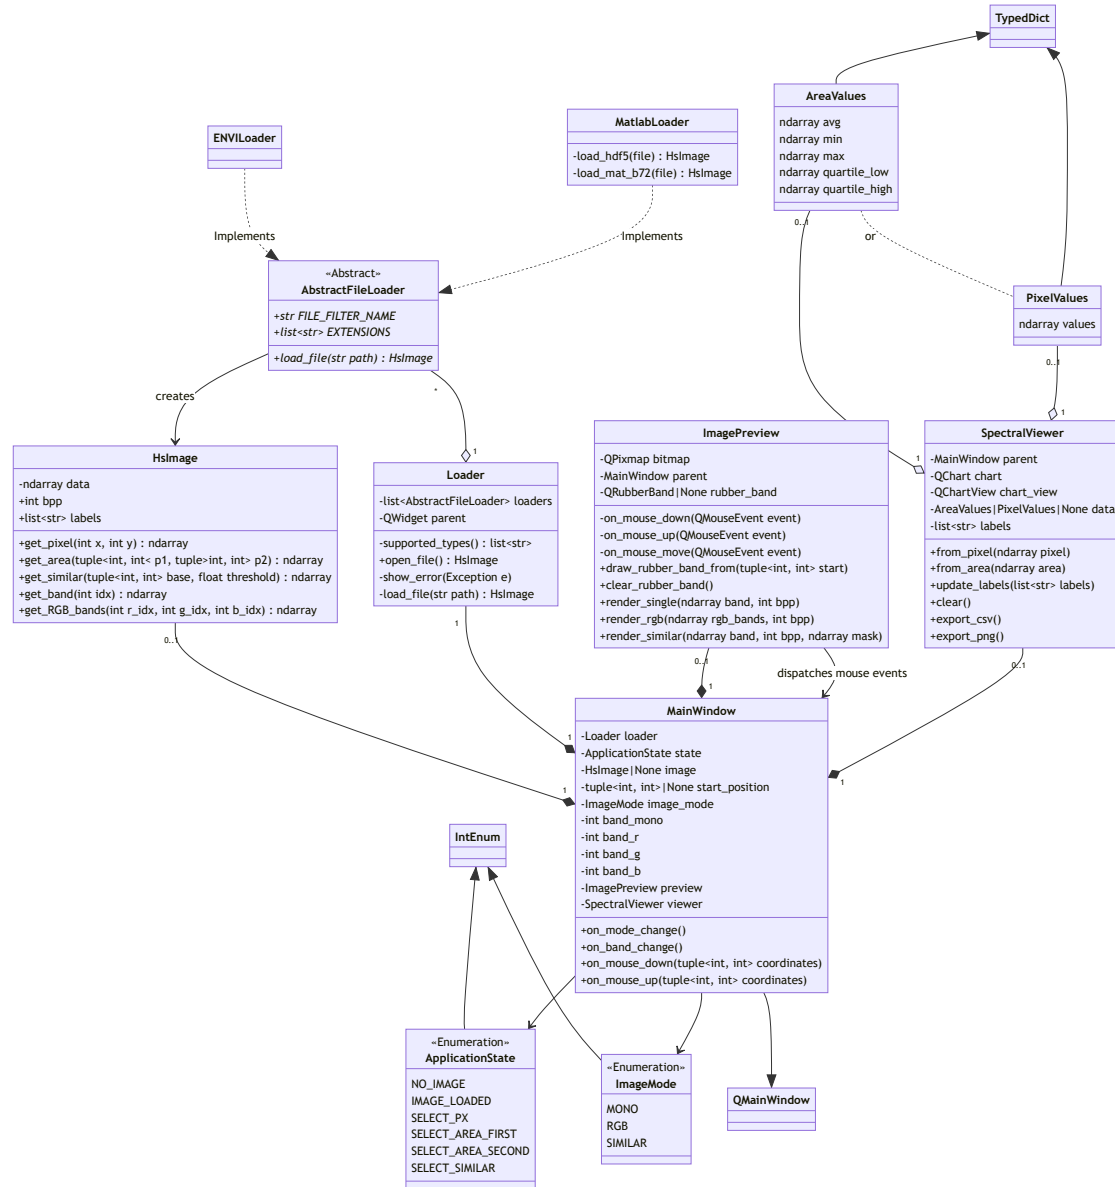 TypedDict
AreaValues
ndarray avg
ndarray min
ndarray max
ndarray quartile_low
ndarray quartile_high
MatlabLoader
-load_hdf5(file) : HsImage
-load_mat_b72(file) : HsImage
ENVILoader
0..1
Implements
Implements
or
«Abstract»
AbstractFileLoader
+str FILE_FILTER_NAME
+list<str> EXTENSIONS
+load_file(str path) : HsImage
PixelValues
ndarray values
0..1
creates
*
1
1
1
HsImage
-ndarray data
+int bpp
+list<str> labels
+get_pixel(int x, int y) : ndarray
+get_area(tuple<int, int< p1, tuple>int, int> p2) : ndarray
+get_similar(tuple<int, int> base, float threshold) : ndarray
+get_band(int idx) : ndarray
+get_RGB_bands(int r_idx, int g_idx, int b_idx) : ndarray
Loader
-list<AbstractFileLoader> loaders
-QWidget parent
-supported_types() : list<str>
+open_file() : HsImage
-show_error(Exception e)
-load_file(str path) : HsImage
ImagePreview
-QPixmap bitmap
-MainWindow parent
-QRubberBand|None rubber_band
-on_mouse_down(QMouseEvent event)
-on_mouse_up(QMouseEvent event)
-on_mouse_move(QMouseEvent event)
+draw_rubber_band_from(tuple<int, int> start)
+clear_rubber_band()
+render_single(ndarray band, int bpp)
+render_rgb(ndarray rgb_bands, int bpp)
+render_similar(ndarray band, int bpp, ndarray mask)
SpectralViewer
-MainWindow parent
-QChart chart
-QChartView chart_view
-AreaValues|PixelValues|None data
-list<str> labels
+from_pixel(ndarray pixel)
+from_area(ndarray area)
+update_labels(list<str> labels)
+clear()
+export_csv()
+export_png()
0..1
1
0..1
0..1
dispatches mouse events
1
1
1
1
MainWindow
-Loader loader
-ApplicationState state
-HsImage|None image
-tuple<int, int>|None start_position
-ImageMode image_mode
-int band_mono
-int band_r
-int band_g
-int band_b
-ImagePreview preview
-SpectralViewer viewer
+on_mode_change()
+on_band_change()
+on_mouse_down(tuple<int, int> coordinates)
+on_mouse_up(tuple<int, int> coordinates)
IntEnum
«Enumeration»
ApplicationState
NO_IMAGE
IMAGE_LOADED
SELECT_PX
SELECT_AREA_FIRST
SELECT_AREA_SECOND
SELECT_SIMILAR
«Enumeration»
ImageMode
MONO
RGB
SIMILAR
QMainWindow